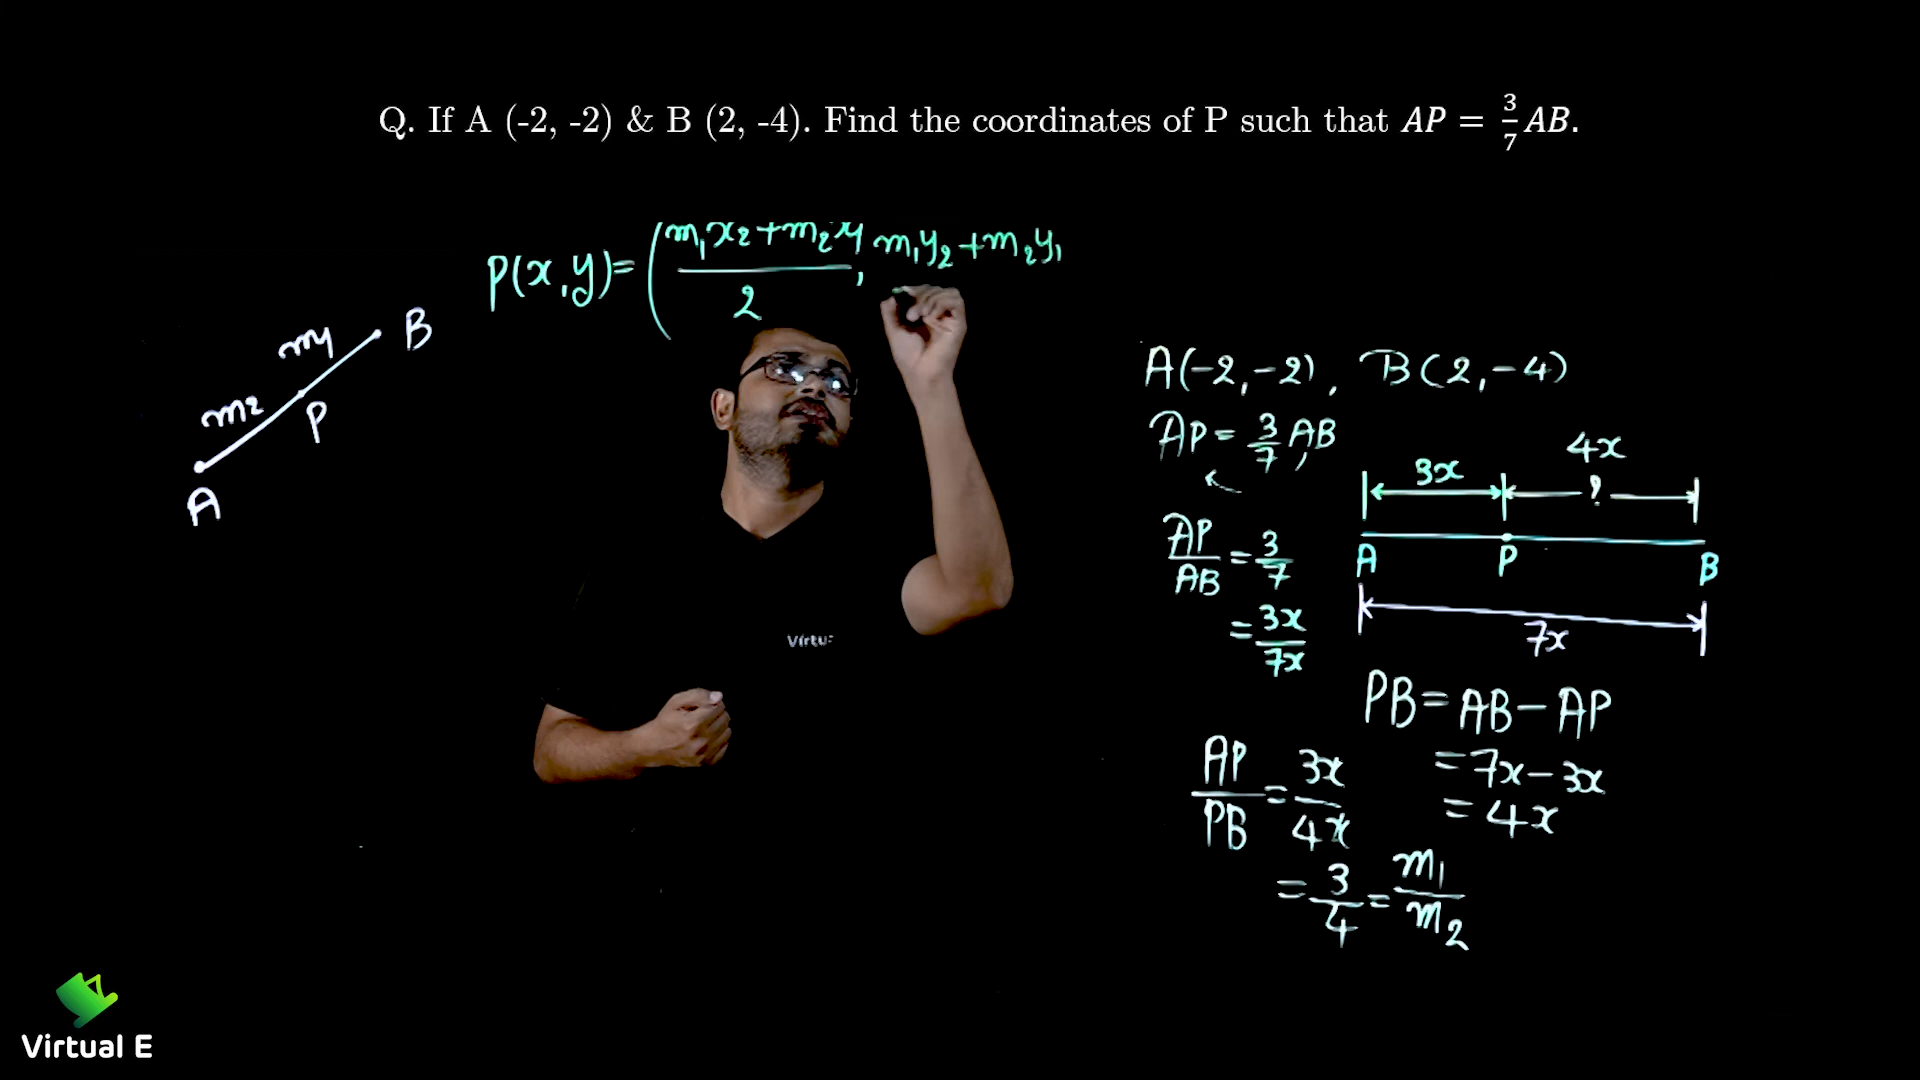 Q. If A (-2, -2) & B (2, -4). Find the coordinates of P such that AP = 3/7 AB.
P(x,y)=(m₁x₂+m₂x₁/2, m₁y₂+m₂y₁
m₁
B
m₂
P
A
A(-2,-2), B(2,-4)
AP=3/7 AB
AP/AB=3/7
=3x/7x
3x
4x
?
A
P
B
7x
PB=AB-AP
=7x-3x
=4x
AP/PB=3x/4x
=3/4=m₁/m₂
Virtu
Virtual E